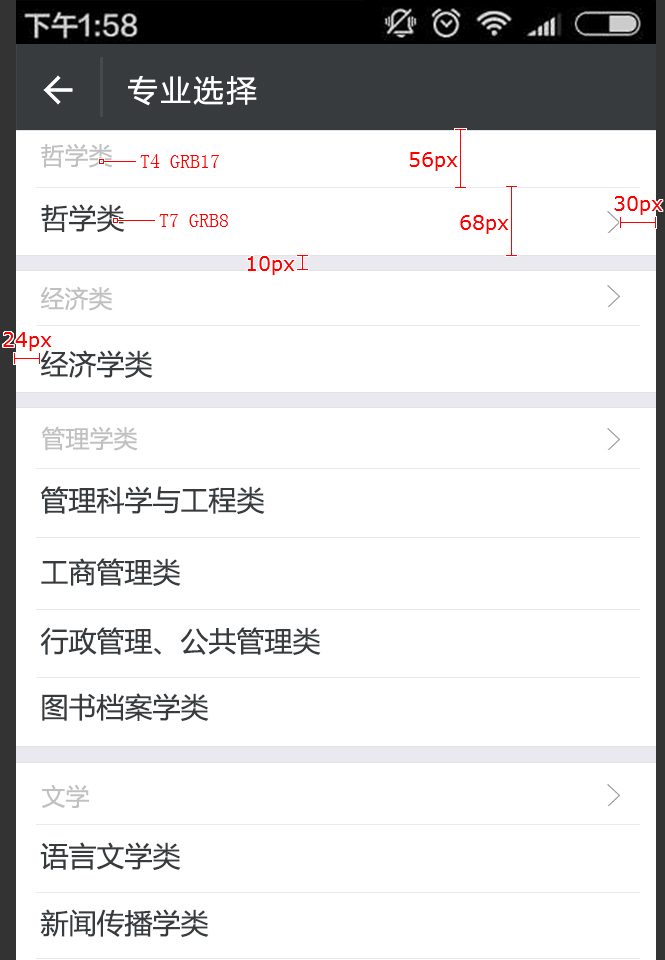 下午1:58
专业选择
哲学类 T4 GRB17 56px
哲学类 T7 GRB8 68px 30px
10px
经济类
24px
经济学类
管理学类
管理科学与工程类
工商管理类
行政管理、公共管理类
图书档案学类
文学
语言文学类
新闻传播学类